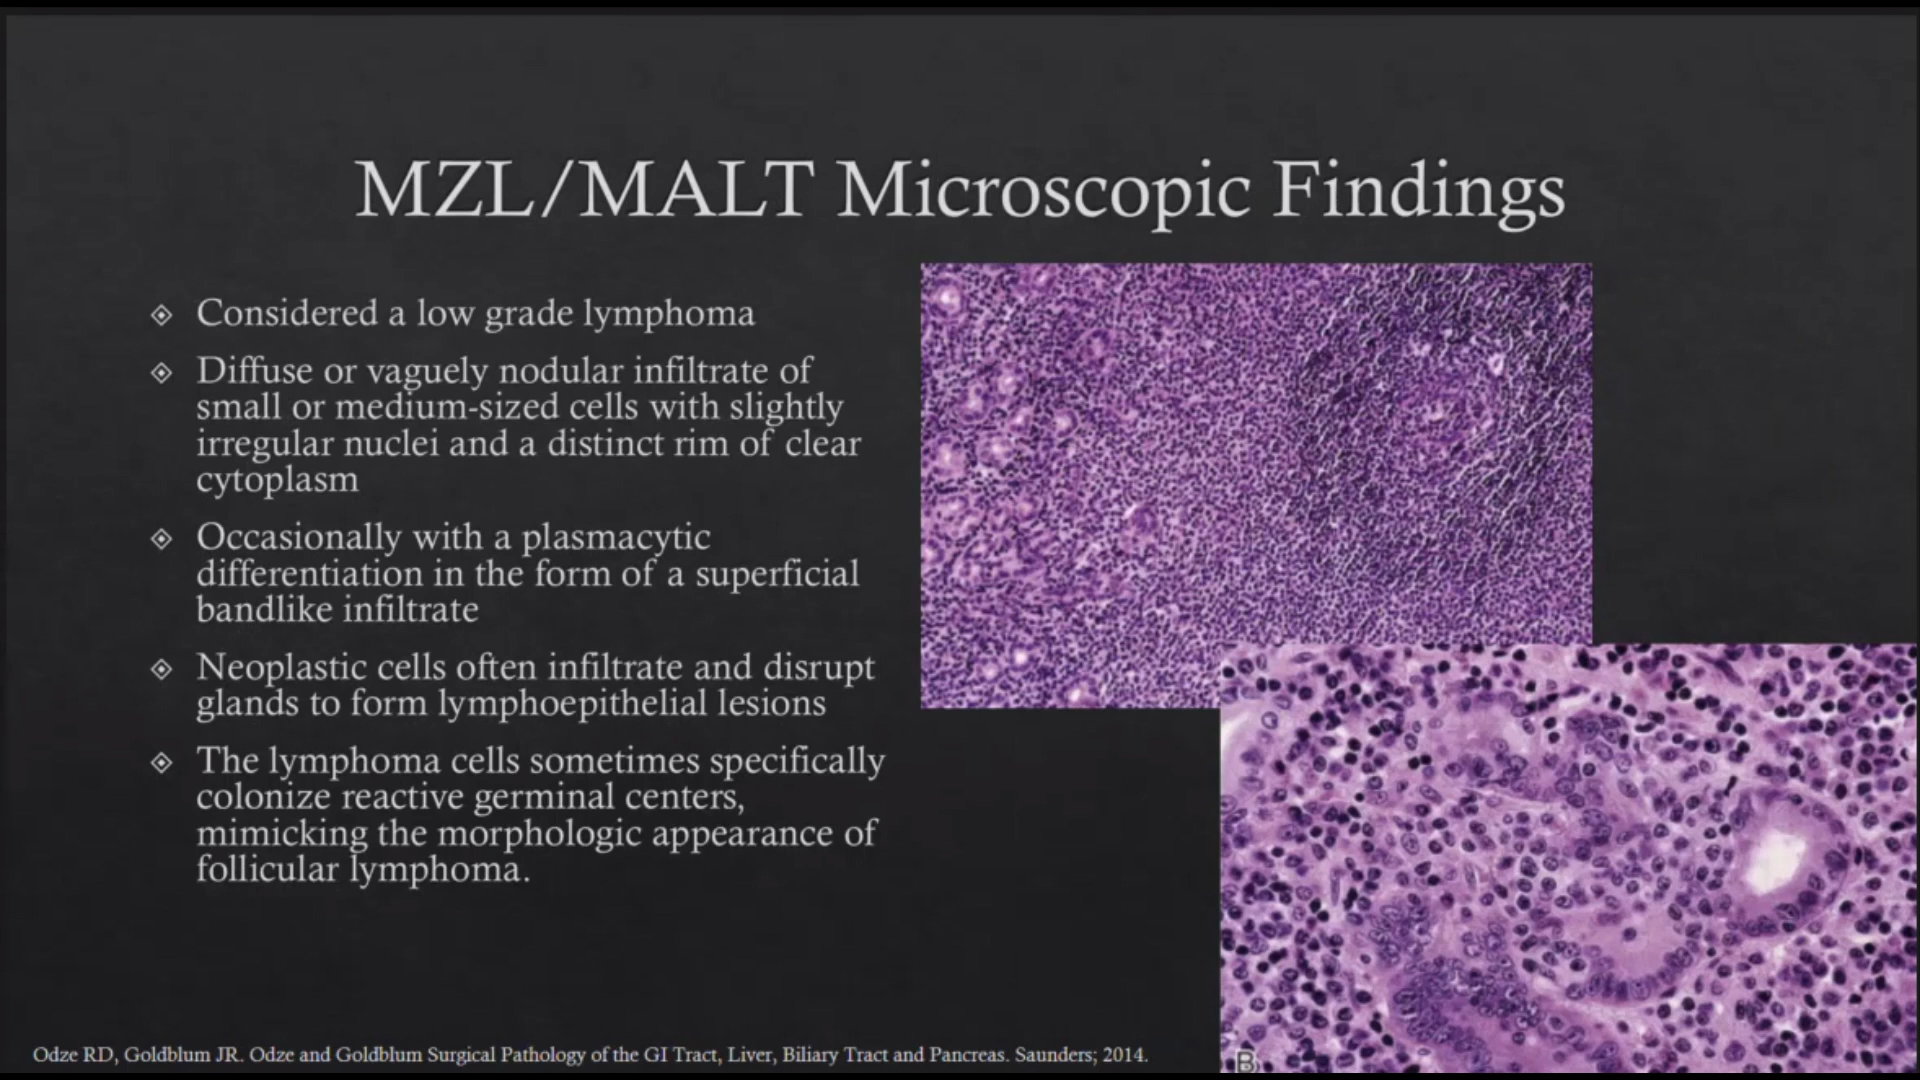 MZL/MALT Microscopic Findings
Considered a low grade lymphoma
Diffuse or vaguely nodular infiltrate of
small or medium-sized cells with slightly
irregular nuclei and a distinct rim of clear
cytoplasm
Occasionally with a plasmacytic
differentiation in the form of a superficial
bandlike infiltrate
Neoplastic cells often infiltrate and disrupt
glands to form lymphoepithelial lesions
The lymphoma cells sometimes specifically
colonize reactive germinal centers,
mimicking the morphologic appearance of
follicular lymphoma.
B
Odze RD, Goldblum JR. Odze and Goldblum Surgical Pathology of the GI Tract, Liver, Biliary Tract and Pancreas. Saunders; 2014.